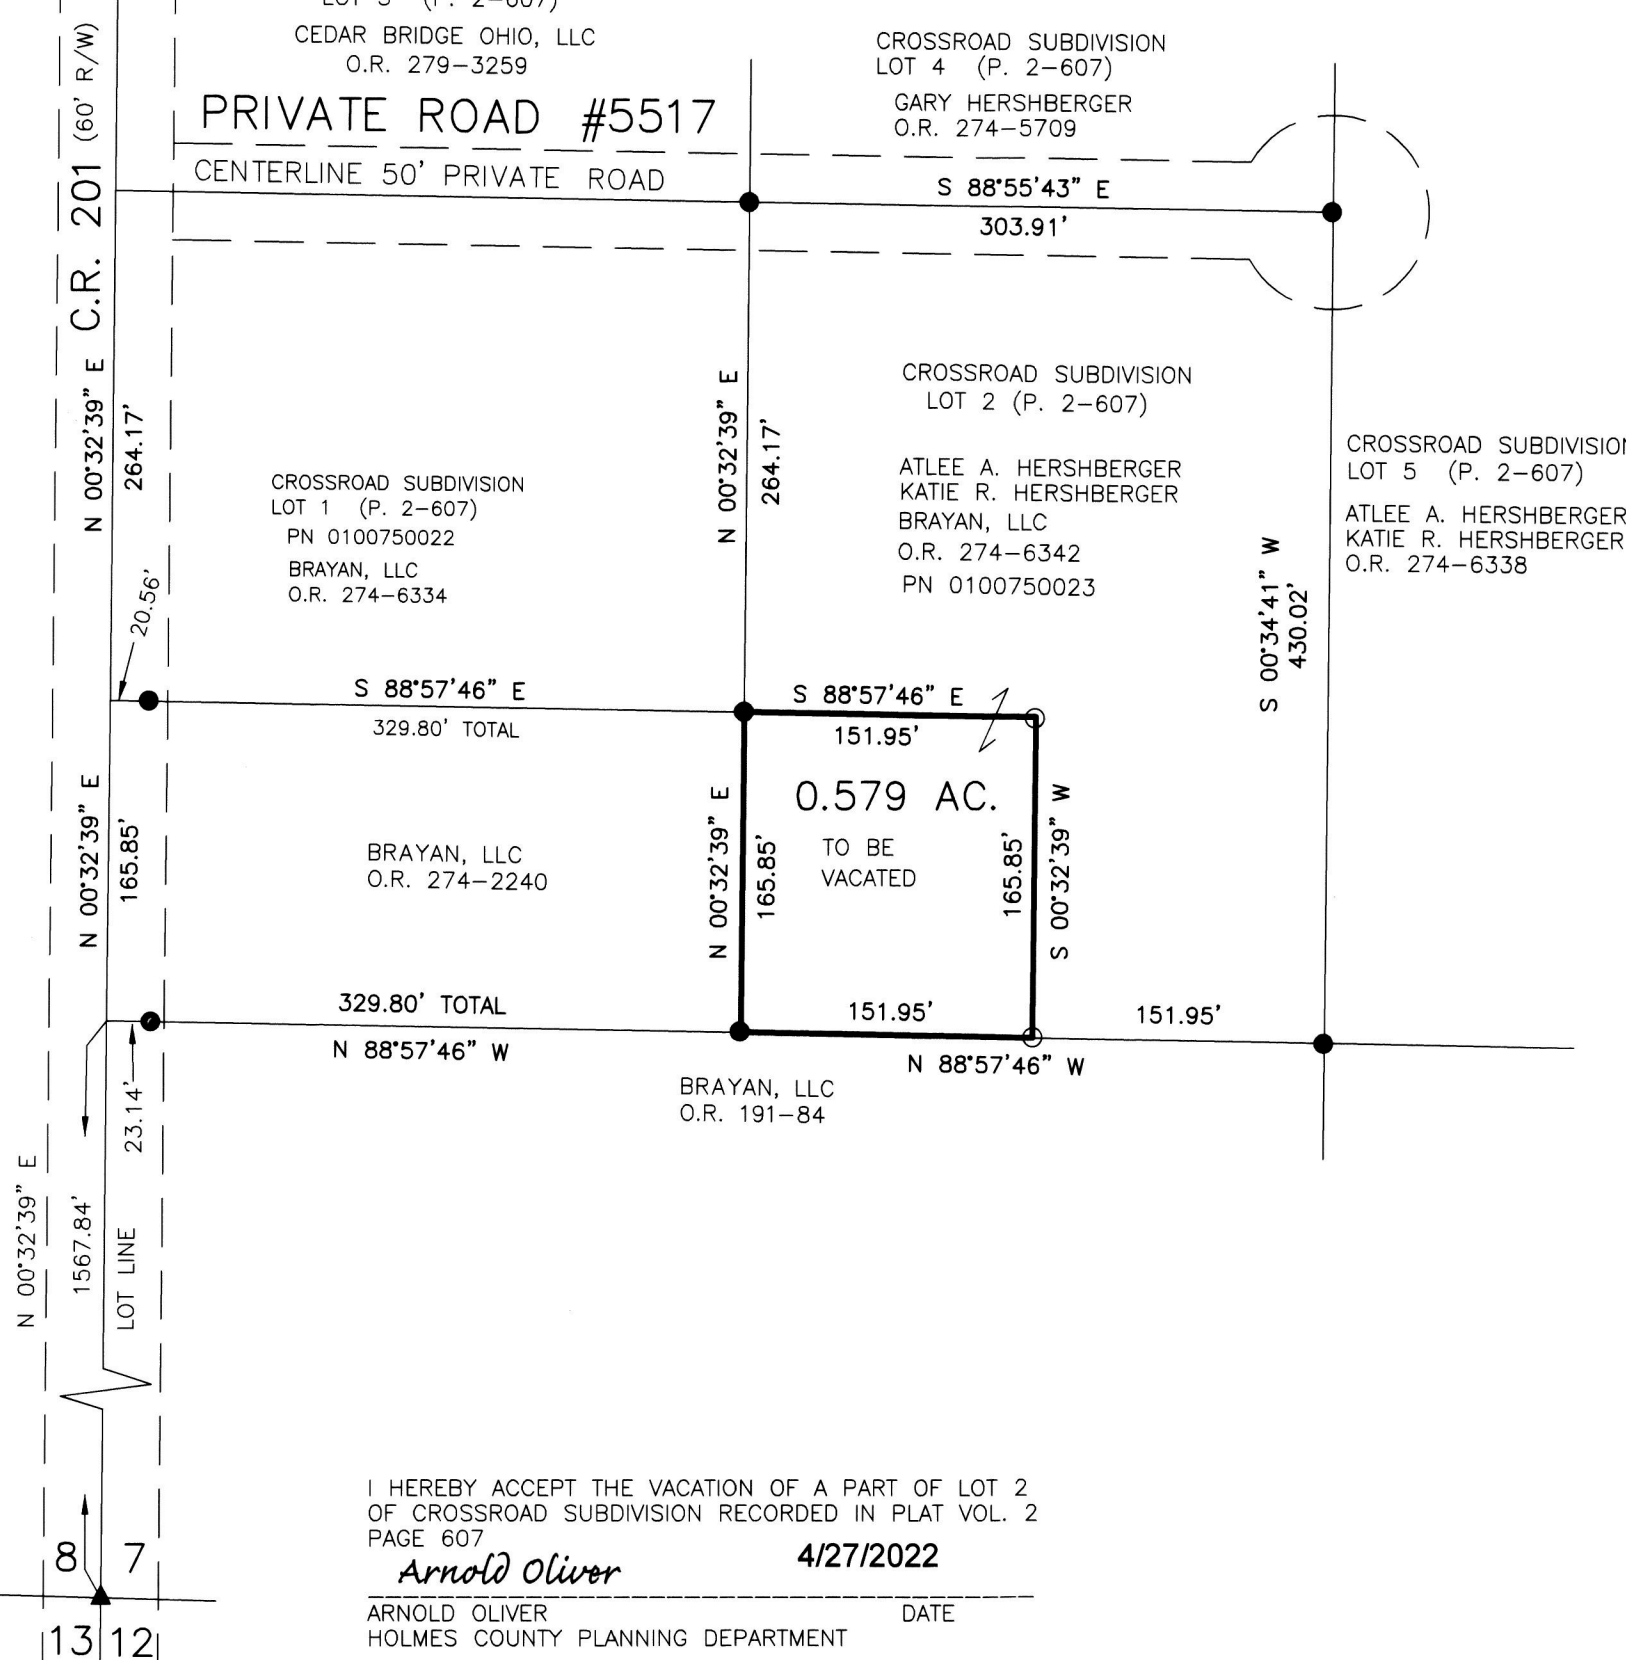 LOT 3 (P. 2-607)
CEDAR BRIDGE OHIO, LLC
O.R. 279-3259
CROSSROAD SUBDIVISION
LOT 4 (P. 2-607)
GARY HERSHBERGER
O.R. 274-5709
PRIVATE ROAD #5517
CENTERLINE 50' PRIVATE ROAD
S 88°55'43" E
303.91'
C.R. 201 (60' R/W)
N 00°32'39" E
264.17'
N 00°32'39" E
264.17'
CROSSROAD SUBDIVISION
LOT 2 (P. 2-607)
ATLEE A. HERSHBERGER
KATIE R. HERSHBERGER
BRAYAN, LLC
O.R. 274-6342
PN 0100750023
CROSSROAD SUBDIVISION
LOT 5 (P. 2-607)
ATLEE A. HERSHBERGER
KATIE R. HERSHBERGER
O.R. 274-6338
CROSSROAD SUBDIVISION
LOT 1 (P. 2-607)
PN 0100750022
BRAYAN, LLC
O.R. 274-6334
S 00°34'41" W
430.02'
20.56'
S 88°57'46" E
329.80' TOTAL
S 88°57'46" E
151.95'
0.579 AC.
TO BE
VACATED
N 00°32'39" E
165.85'
N 00°32'39" E
165.85'
165.85'
S 00°32'39" W
BRAYAN, LLC
O.R. 274-2240
329.80' TOTAL
N 88°57'46" W
151.95'
151.95'
N 88°57'46" W
BRAYAN, LLC
O.R. 191-84
23.14'
N 00°32'39" E
1567.84'
LOT LINE
I HEREBY ACCEPT THE VACATION OF A PART OF LOT 2
OF CROSSROAD SUBDIVISION RECORDED IN PLAT VOL. 2
PAGE 607
Arnold Oliver 4/27/2022
ARNOLD OLIVER DATE
HOLMES COUNTY PLANNING DEPARTMENT
8 7
13 12